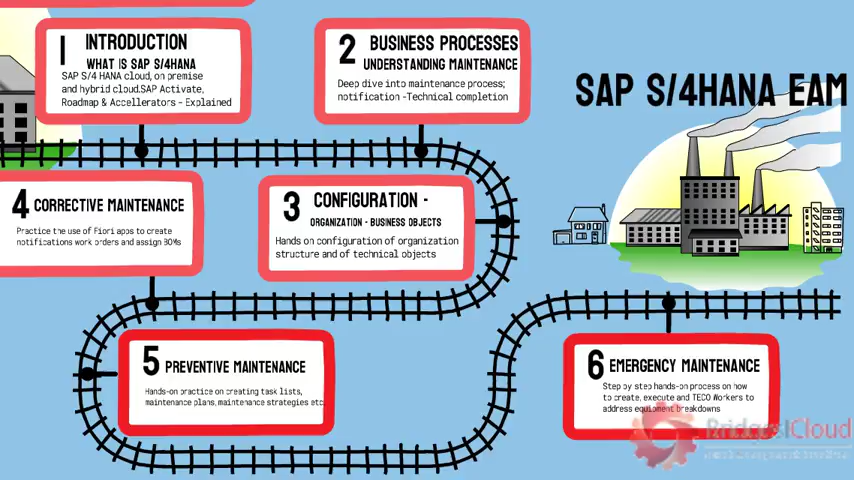 SAP S/4HANA EAM
1 INTRODUCTION
WHAT IS SAP S/4HANA
SAP S/4 HANA cloud, on premise
and hybrid cloud.SAP Activate,
Roadmap & Accellerators - Explained
2 BUSINESS PROCESSES
UNDERSTANDING MAINTENANCE
Deep dive into maintenance process;
notification -Technical completion
3 CONFIGURATION -
ORGANIZATION - BUSINESS OBJECTS
Hands on configuration of organization
structure and of technical objects
4 CORRECTIVE MAINTENANCE
Practice the use of Fiori apps to create
notifications work orders and assign BOMs
5 PREVENTIVE MAINTENANCE
Hands-on practice on creating task lists,
maintenance plans, maintenance strategies etc
6 EMERGENCY MAINTENANCE
Step by step hands-on process on how
to create, execute and TECO Workers to
address equipment breakdowns
BridgesICloud